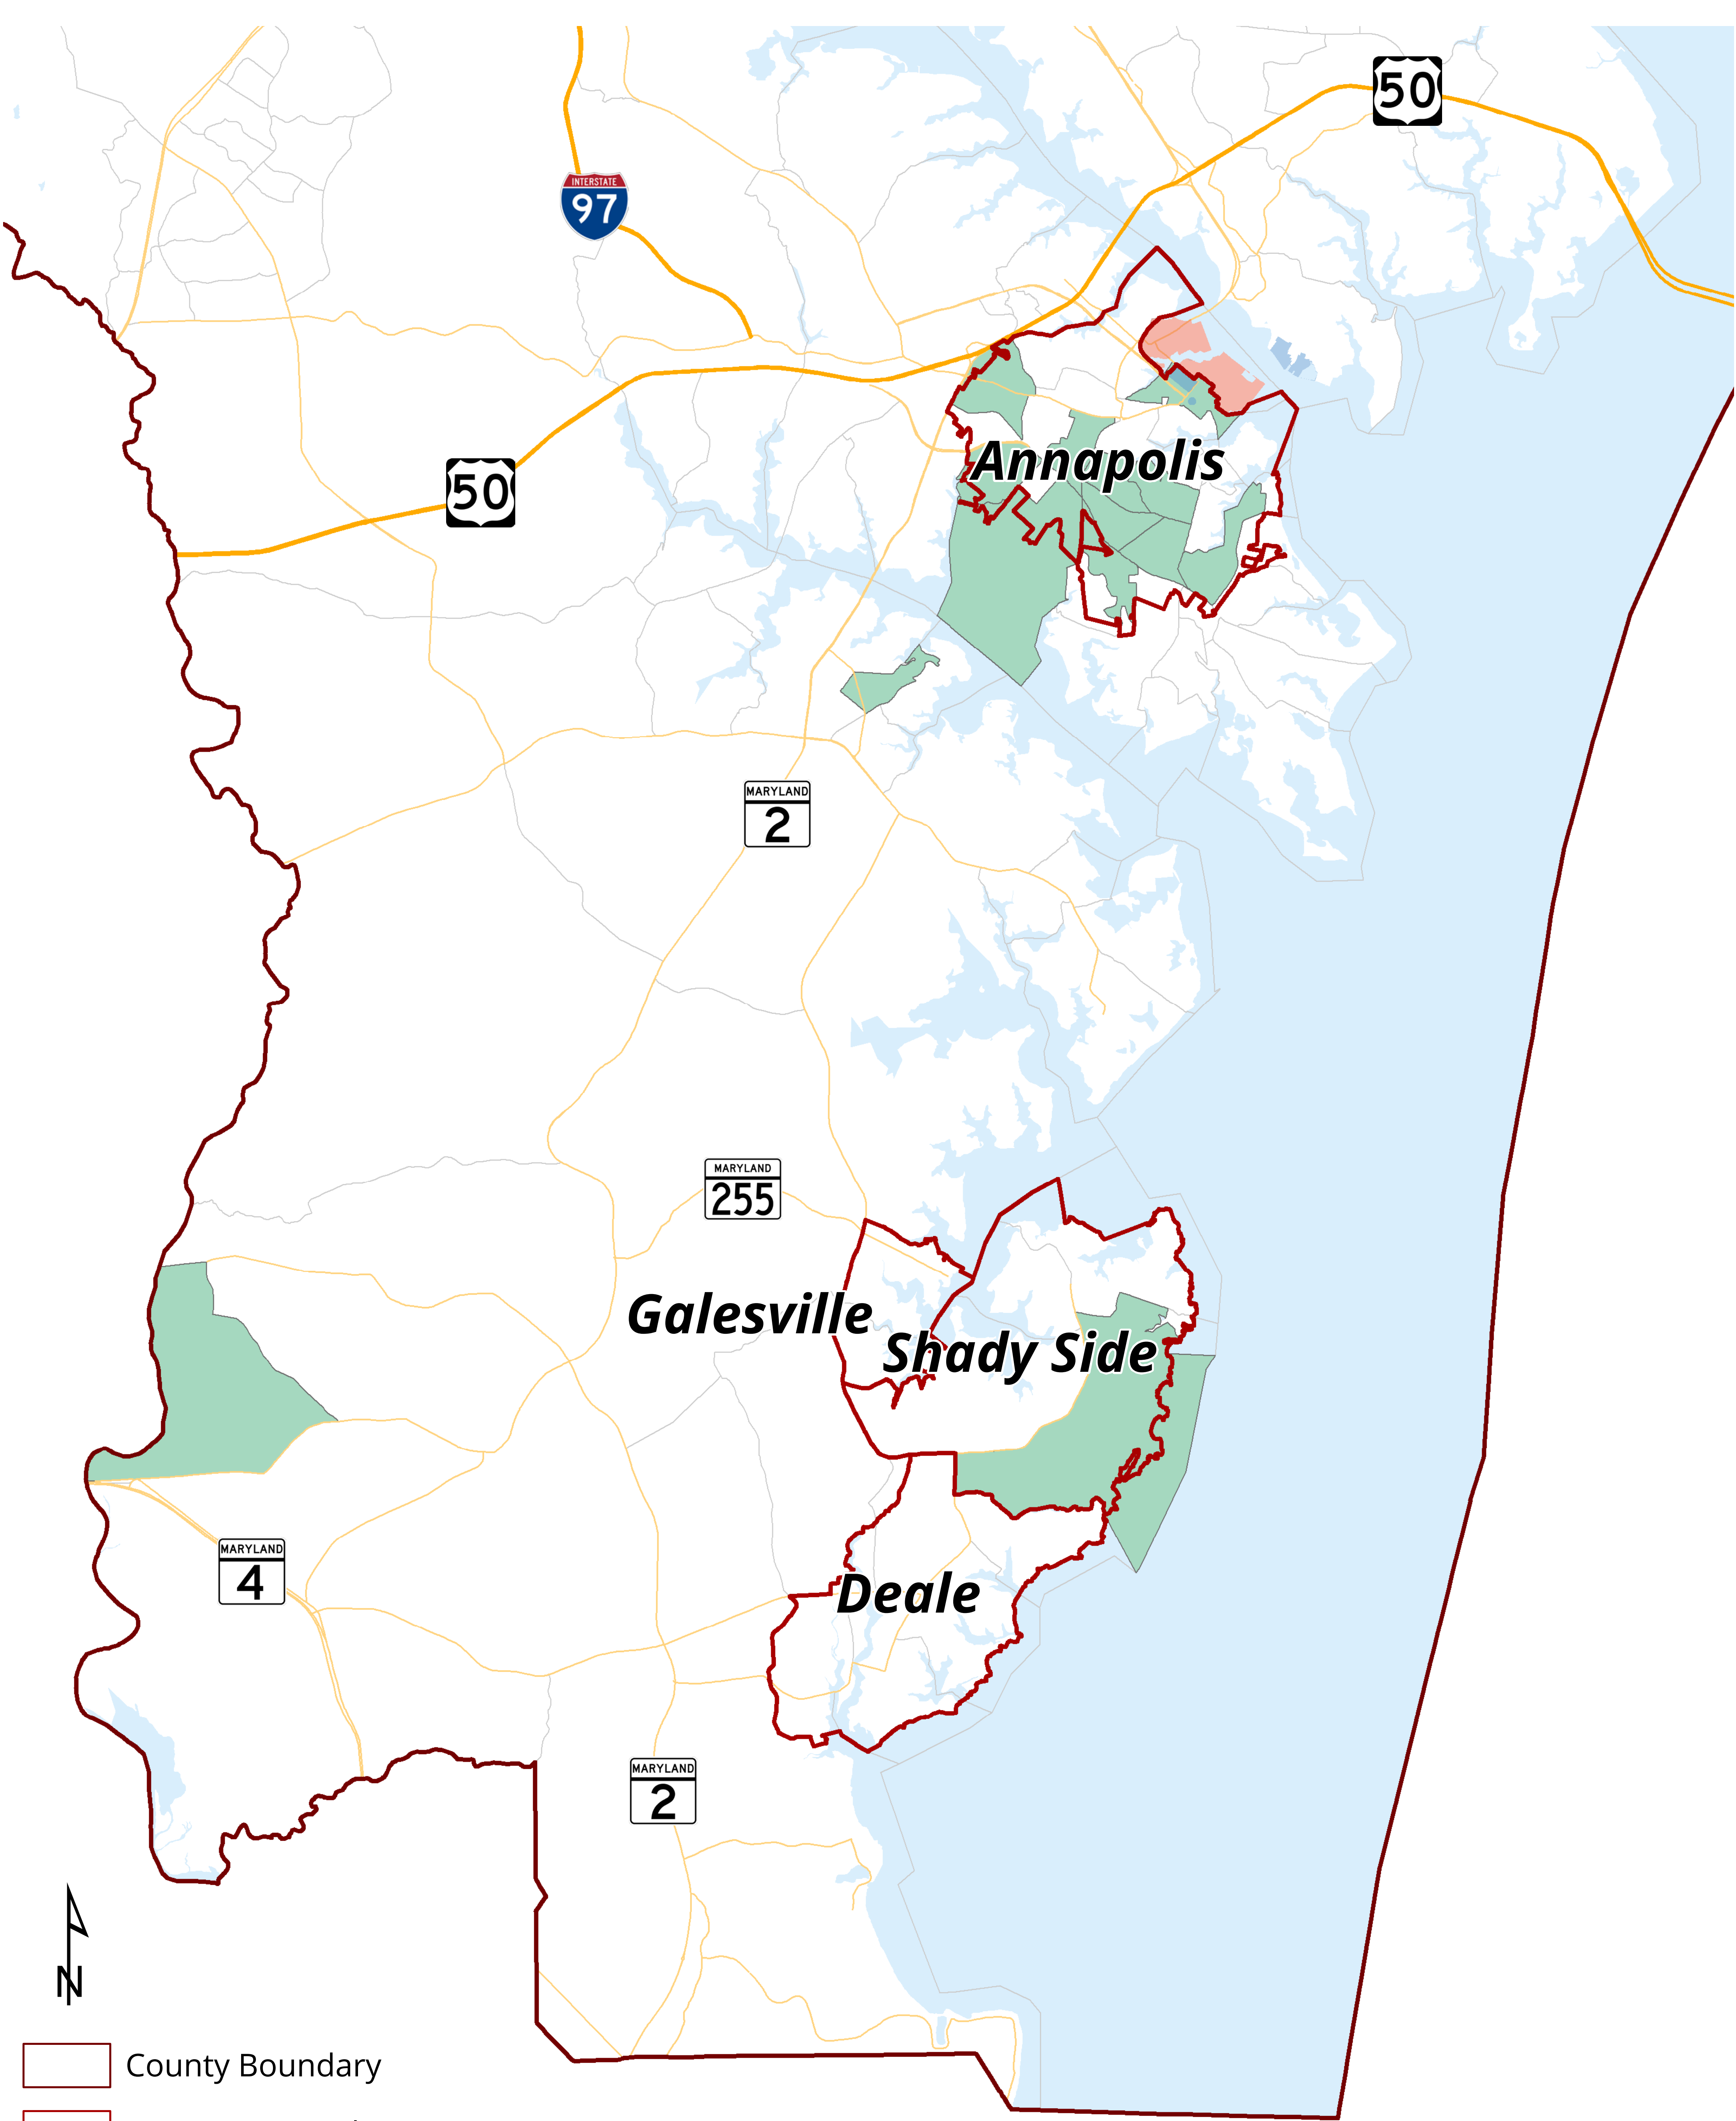 50
INTERSTATE
97
Annapolis
50
MARYLAND
2
MARYLAND
255
Galesville
Shady Side
MARYLAND
4
Deale
MARYLAND
2
N
County Boundary